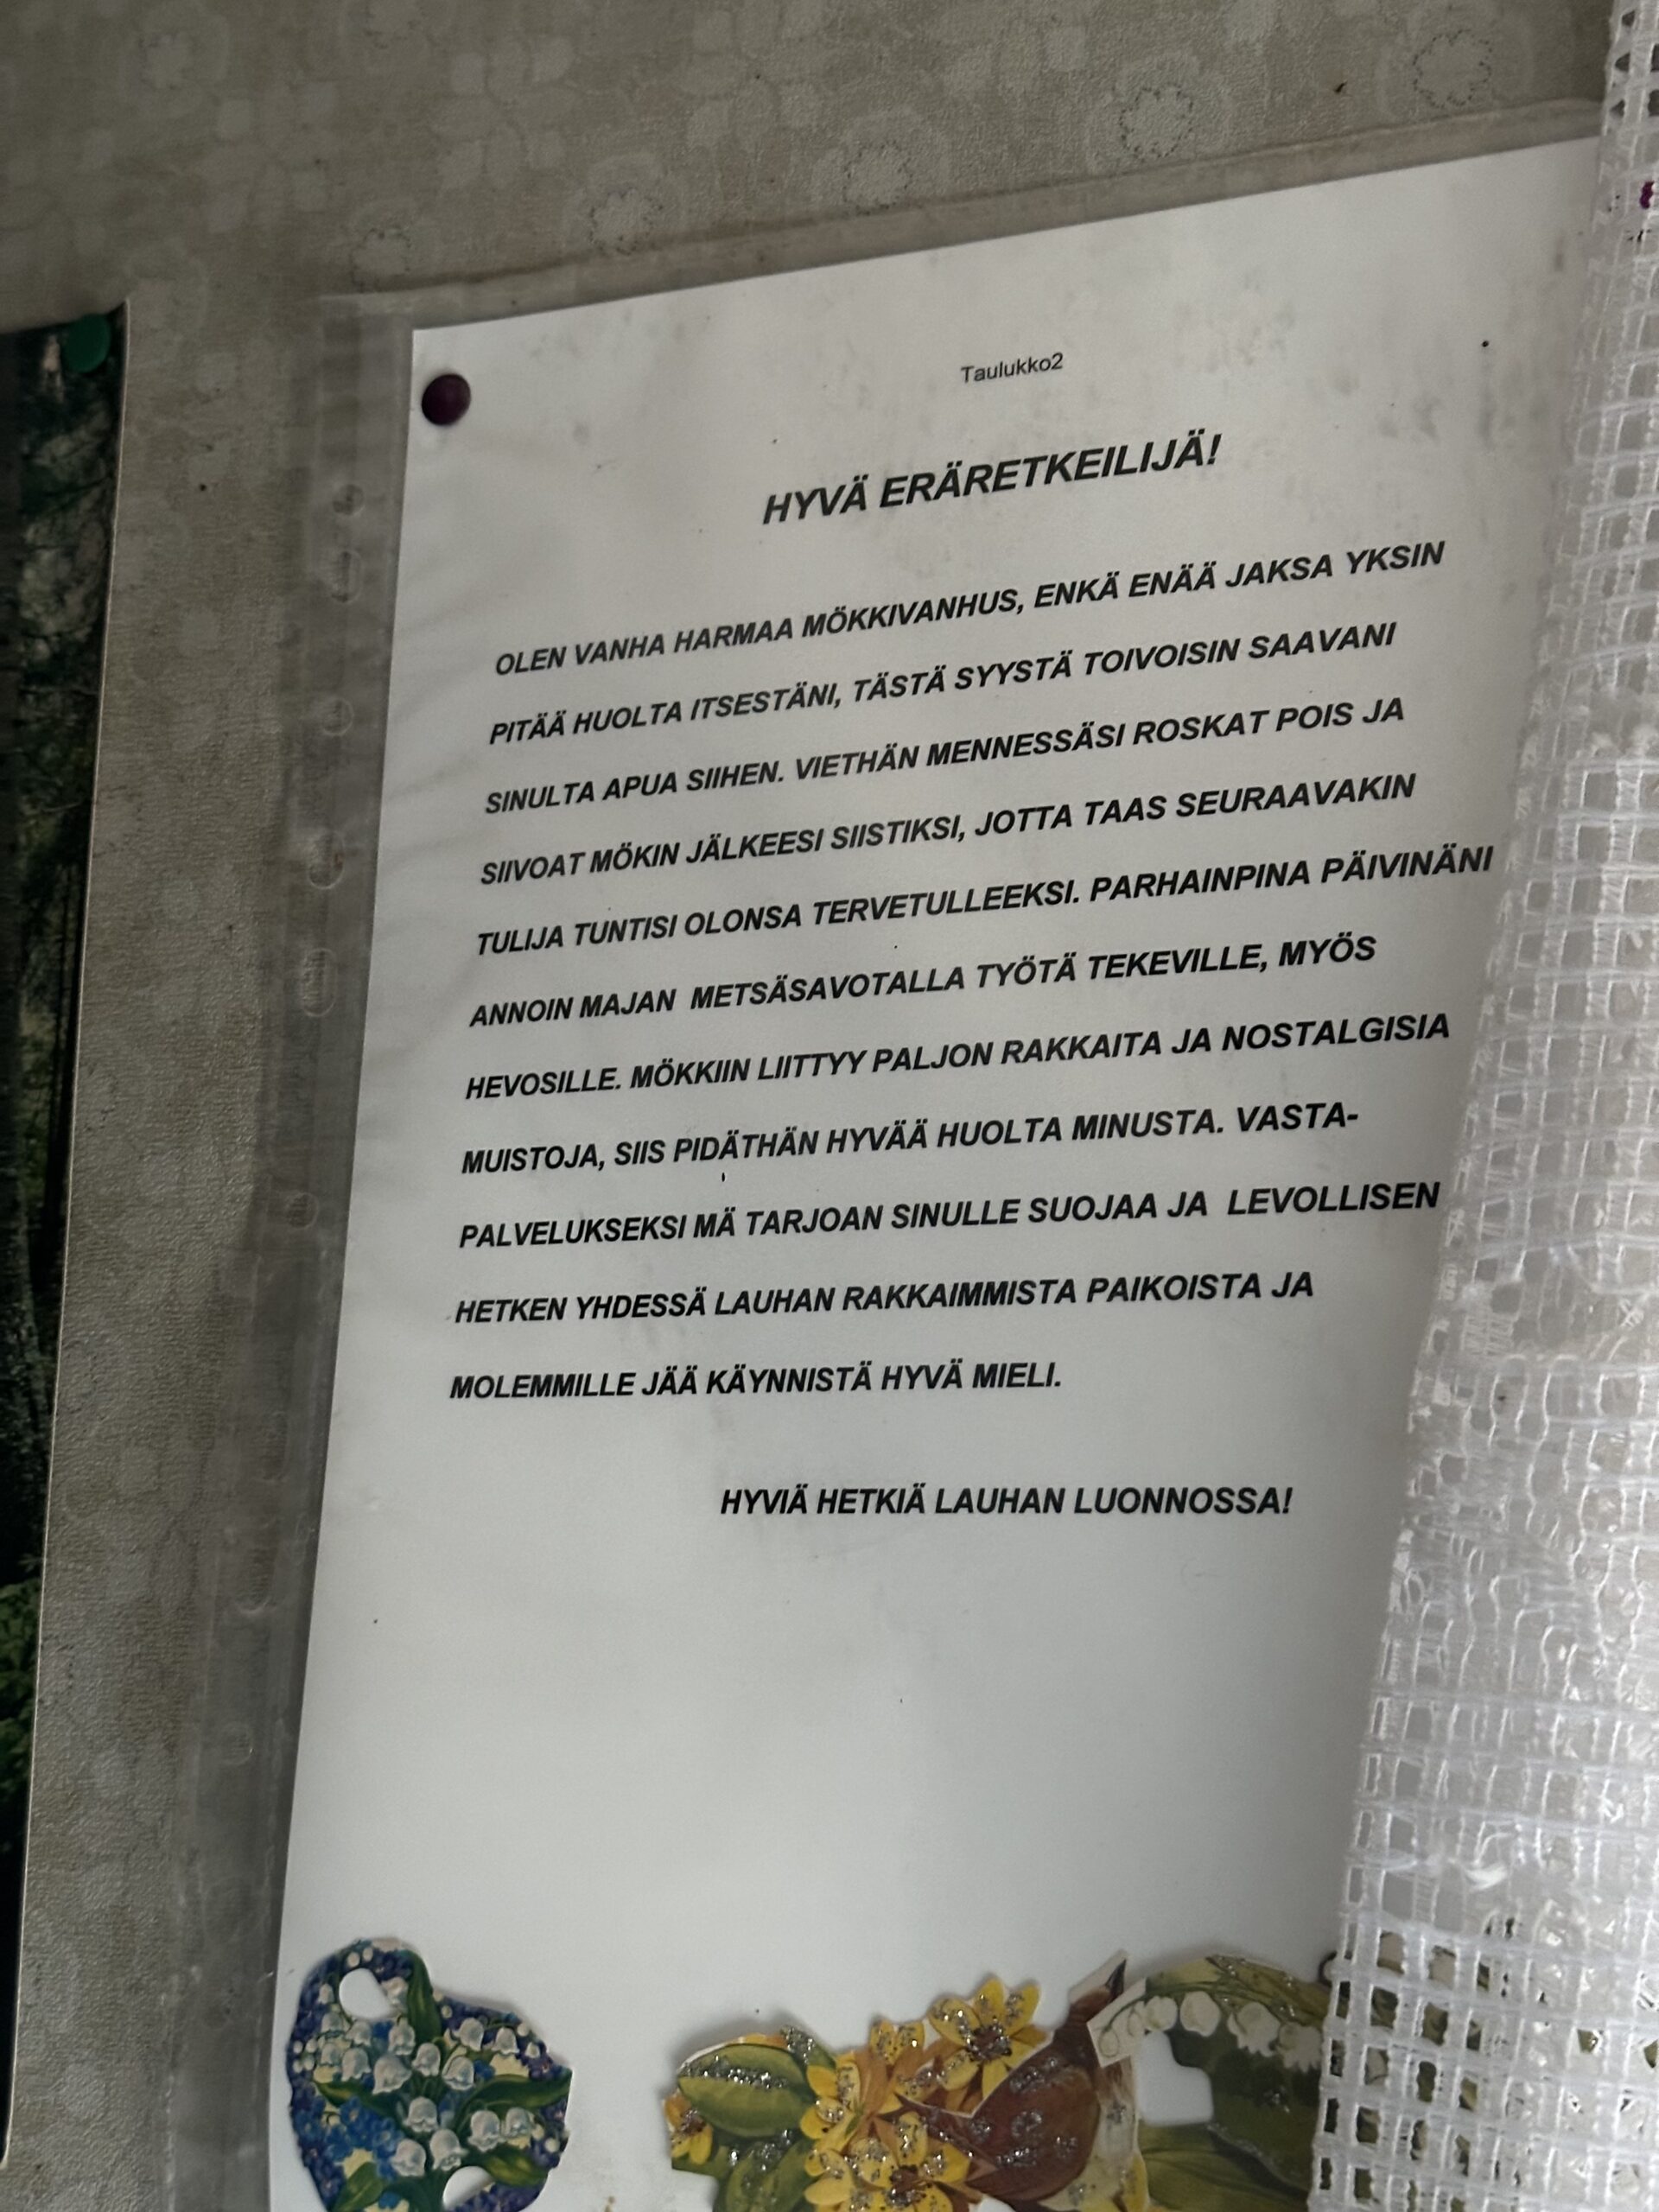 Taulukko2
HYVÄ ERÄRETKEILIJÄ!
OLEN VANHA HARMAA MÖKKIVANHUS, ENKÄ ENÄÄ JAKSA YKSIN
PITÄÄ HUOLTA ITSESTÄNI, TÄSTÄ SYYSTÄ TOIVOISIN SAAVANI
SINULTA APUA SIIHEN. VIETHÄN MENNESSÄSI ROSKAT POIS JA
SIIVOAT MÖKIN JÄLKEESI SIISTIKSI, JOTTA TAAS SEURAAVAKIN
TULIJA TUNTISI OLONSA TERVETULLEEKSI. PARHAINPINA PÄIVINÄNI
ANNOIN MAJAN METSÄSAVOTALLA TYÖTÄ TEKEVILLE, MYÖS
HEVOSILLE. MÖKKIIN LIITTYY PALJON RAKKAITA JA NOSTALGISIA
MUISTOJA, SIIS PIDÄTHÄN HYVÄÄ HUOLTA MINUSTA. VASTA-
PALVELUKSEKSI MÄ TARJOAN SINULLE SUOJAA JA LEVOLLISEN
HETKEN YHDESSÄ LAUHAN RAKKAIMMISTA PAIKOISTA JA
MOLEMMILLE JÄÄ KÄYNNISTÄ HYVÄ MIELI.
HYVIÄ HETKIÄ LAUHAN LUONNOSSA!